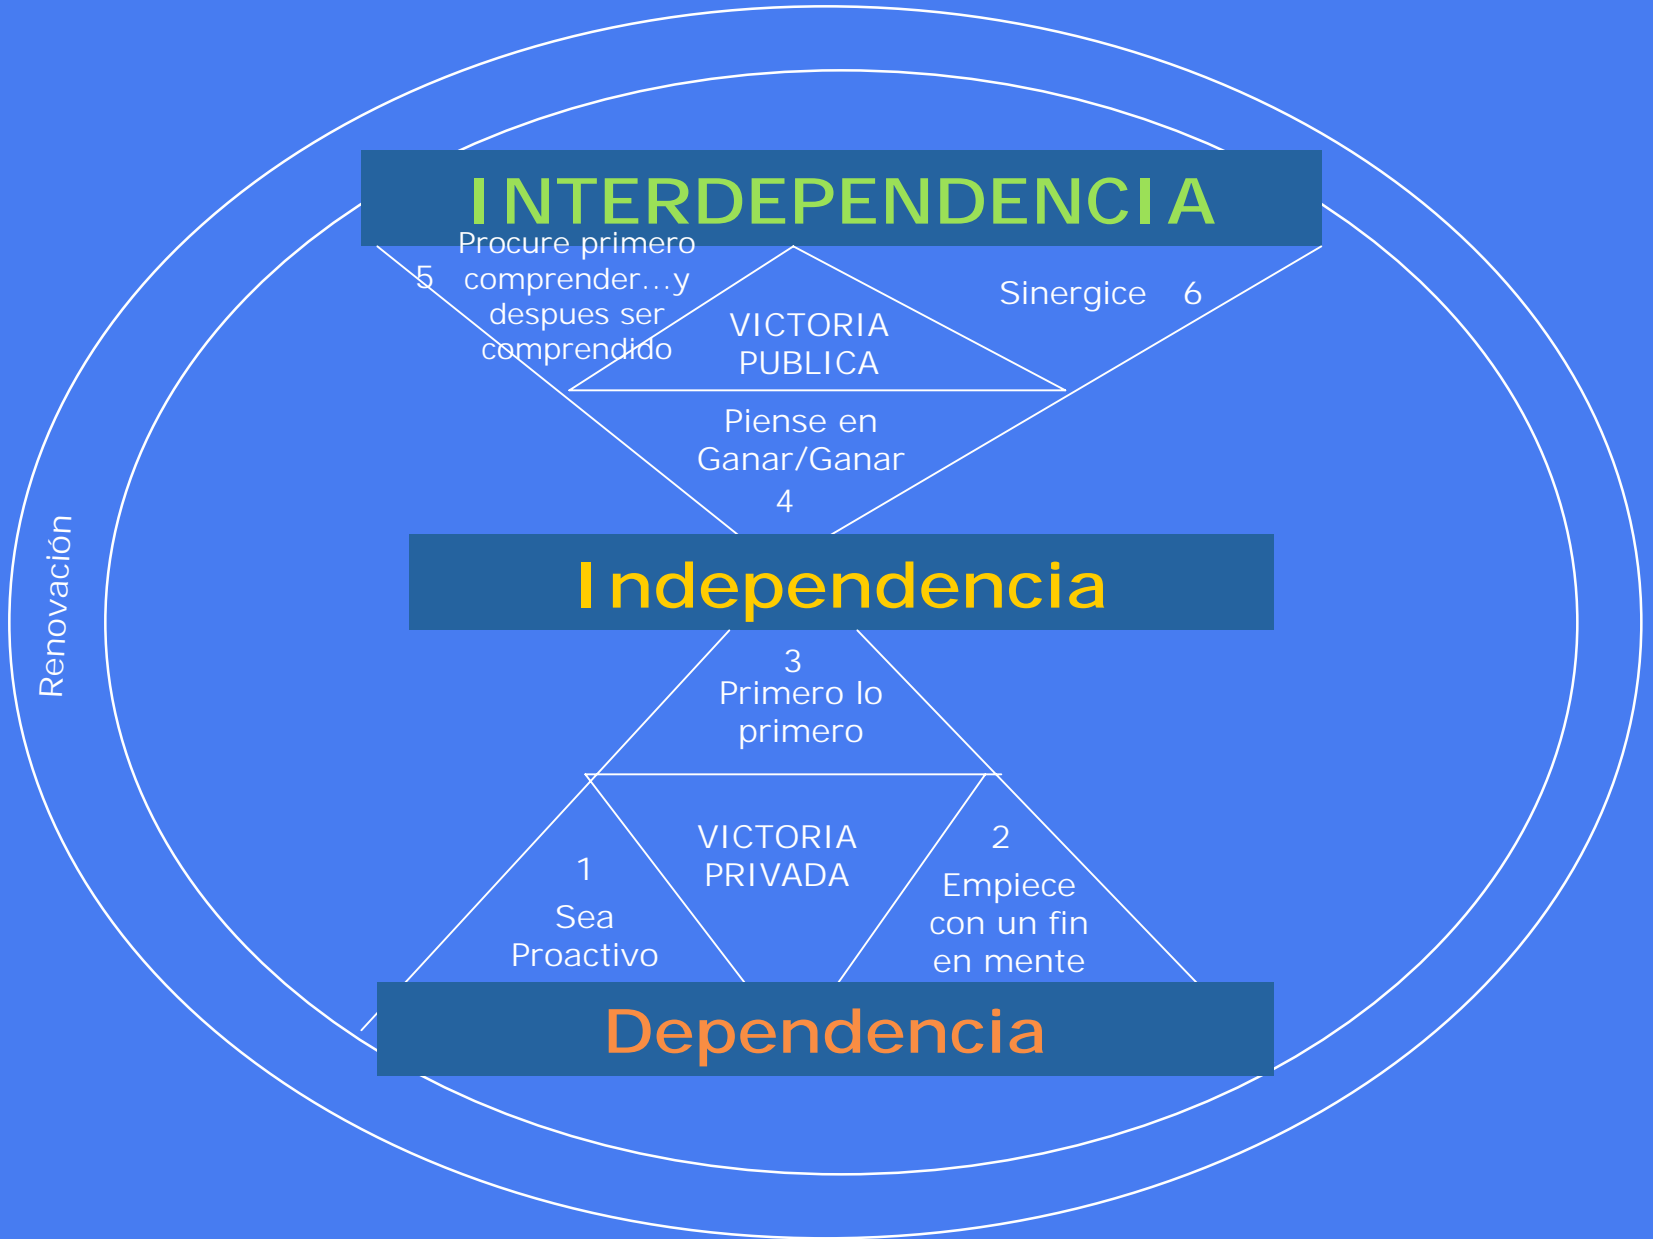 INTERDEPENDENCIA
Procure primero
5 comprender...y
despues ser
comprendido
Sinergice 6
VICTORIA
PUBLICA
Piense en
Ganar/Ganar
4
Independencia
Renovación
3
Primero lo
primero
VICTORIA
PRIVADA
1
Sea
Proactivo
2
Empiece
con un fin
en mente
Dependencia